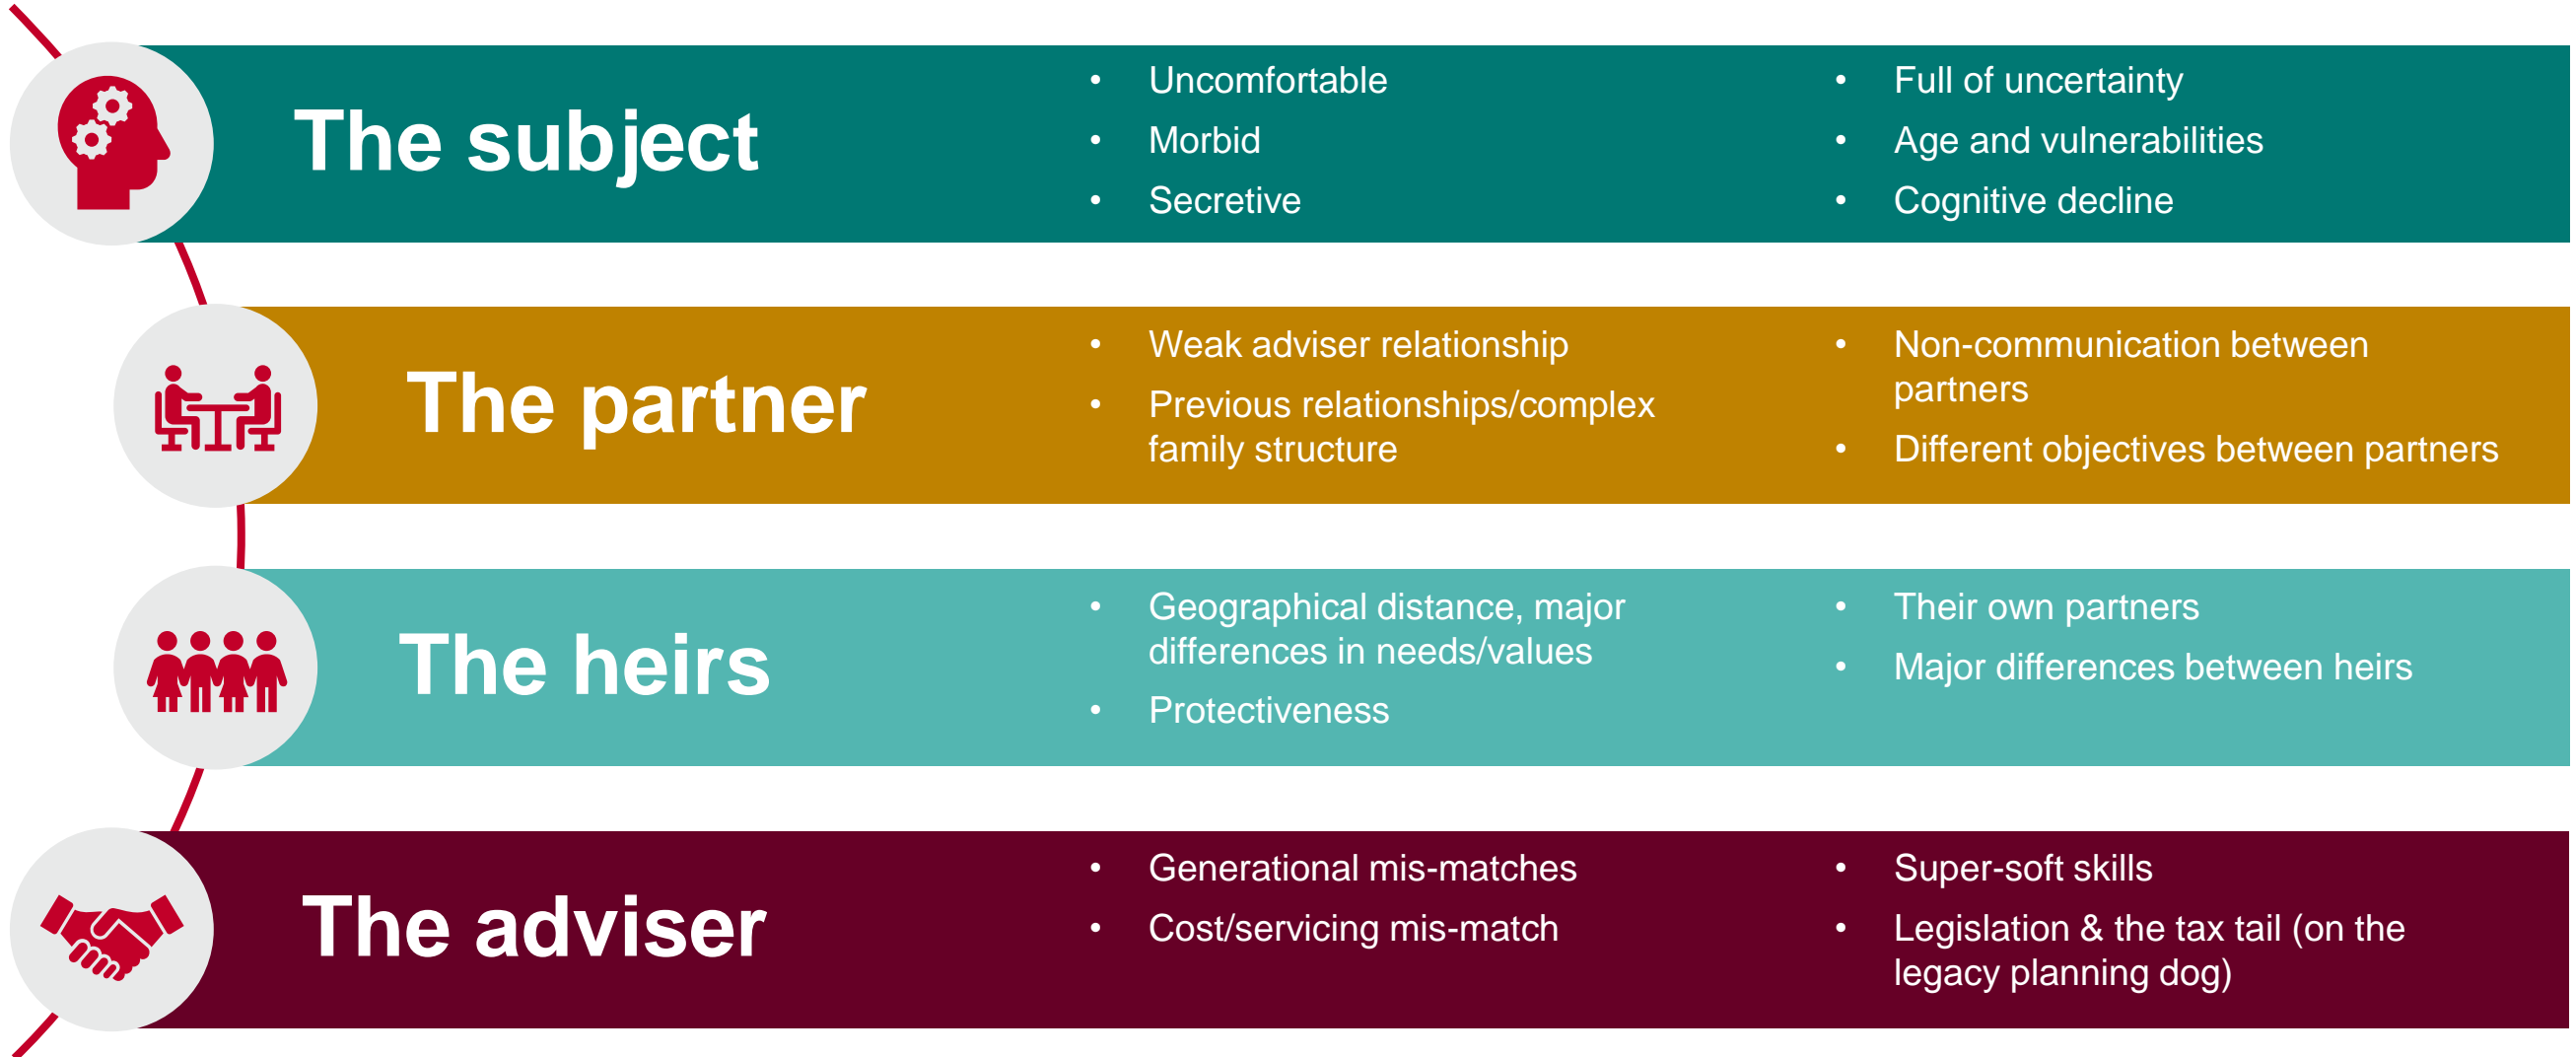 The subject
• Uncomfortable
• Morbid
• Secretive
• Full of uncertainty
• Age and vulnerabilities
• Cognitive decline
The partner
• Weak adviser relationship
• Previous relationships/complex
family structure
• Non-communication between
partners
• Different objectives between partners
The heirs
• Geographical distance, major
differences in needs/values
• Protectiveness
• Their own partners
• Major differences between heirs
The adviser
• Generational mis-matches
• Cost/servicing mis-match
• Super-soft skills
• Legislation & the tax tail (on the
legacy planning dog)